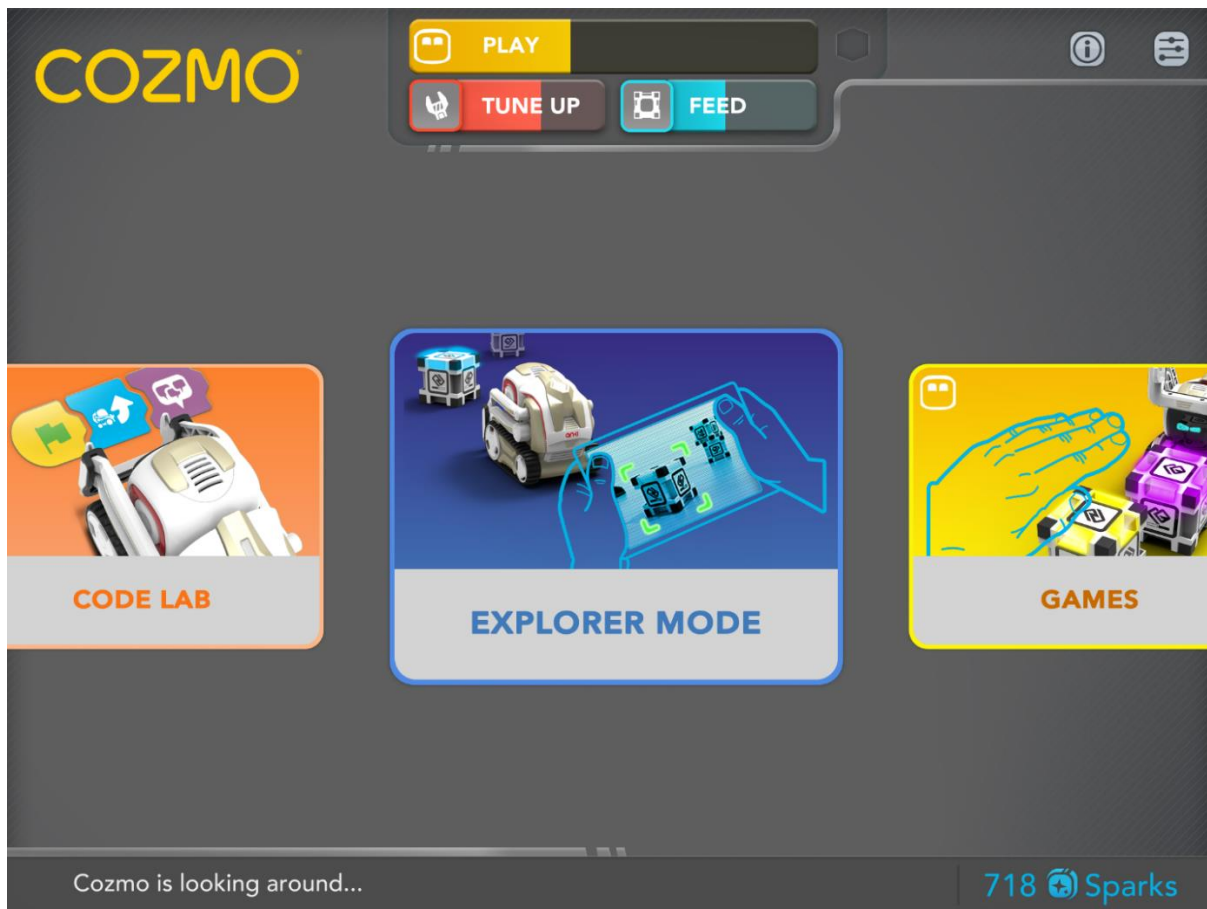 COZMO
PLAY
TUNE UP
FEED
CODE LAB
EXPLORER MODE
GAMES
Cozmo is looking around...
718 Sparks